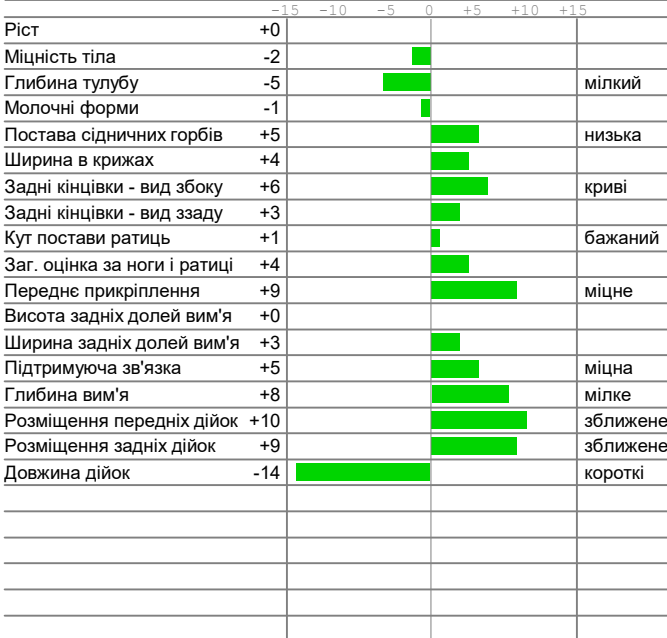 -15 -10 -5 0 +5 +10 +15
Ріст +0
Міцність тіла -2
Глибина тулубу -5 мілкий
Молочні форми -1
Постава сідничних горбів +5 низька
Ширина в крижах +4
Задні кінцівки - вид збоку +6 криві
Задні кінцівки - вид ззаду +3
Кут постави ратиць +1 бажаний
Заг. оцінка за ноги і ратиці +4
Переднє прикріплення +9 міцне
Висота задніх долей вим'я +0
Ширина задніх долей вим'я +3
Підтримуюча зв'язка +5 міцна
Глибина вим'я +8 мілке
Розміщення передніх дійок +10 зближене
Розміщення задніх дійок +9 зближене
Довжина дійок -14 короткі